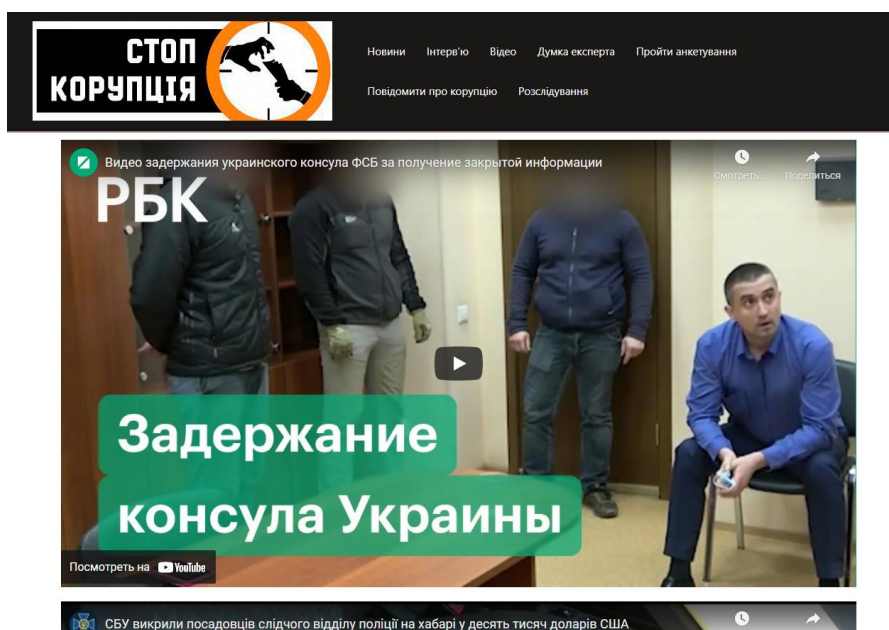 СТОП
КОРУПЦІЯ
Новини Інтерв'ю Відео Думка експерта Пройти анкетування
Повідомити про корупцію Розслідування
Видео задержания украинского консула ФСБ за получение закрытой информации
Смотреть ... Поделиться
РБК
Задержание
консула Украины
Посмотреть на YouTube
СБУ викрили посадовців слідчого відділу поліції на хабарі у десять тисяч доларів США